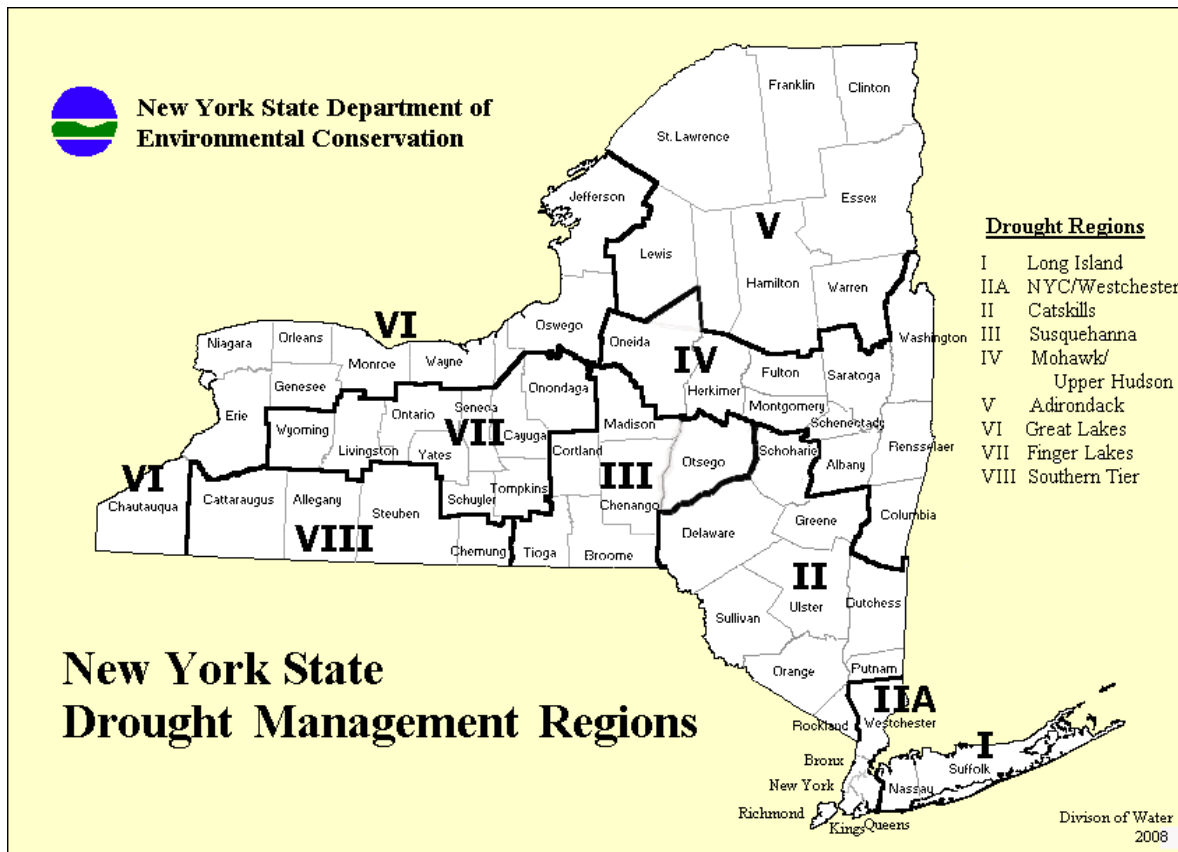 New York State Department of
Environmental Conservation
Franklin
Clinton
St. Lawrence
Jefferson
Essex
V
Lewis
Hamilton
Warren
Drought Regions
I Long Island
IIA NYC/Westchester
II Catskills
III Susquehanna
IV Mohawk/
Upper Hudson
V Adirondack
VI Great Lakes
VII Finger Lakes
VIII Southern Tier
VI
Niagara
Orleans
Monroe
Wayne
Oswego
Oneida
IV
Washington
Genesee
Onondaga
Herkimer
Fulton
Saratoga
Erie
Wyoming
Livingston
Ontario
Yates
Seneca
VII
Cayuga
Madison
Montgomery
Schenectady
Cortland
III
Otsego
Schoharie
Albany
Rensselaer
VI
Chautauqua
Cattaraugus
Allegany
Steuben
Schuyler
Tompkins
Chenango
VIII
Chemung
Tioga
Broome
Delaware
Greene
Columbia
II
Ulster
Dutchess
Sullivan
Orange
Putnam
New York State
Drought Management Regions
IIA
Rockland
Westchester
I
Suffolk
Bronx
New York
Nassau
Richmond
Kings
Queens
Divison of Water
2008